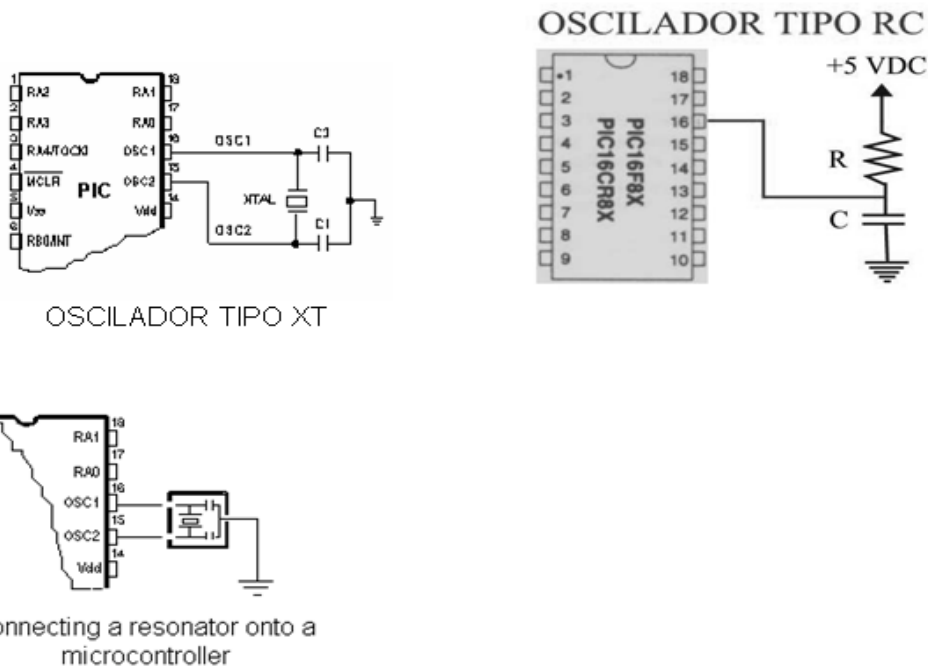 1
2
3
4
5
6
RA2
RA3
RA4/TOCKI
MCLR
Vss
RB0/INT
PIC
RA1
RA0
OSC1
OSC2
Vdd
18
17
16
15
14
OSC1
OSC2
XTAL
C1
OSCILADOR TIPO XT
OSCILADOR TIPO RC
+5 VDC
•1
2
3
4
5
6
7
8
9
PIC16F8X
PIC16CR8X
18
17
16
15
14
13
12
11
10
R
C
RA1
RA0
OSC1
OSC2
Vdd
18
17
16
15
14
onnecting a resonator onto a
microcontroller